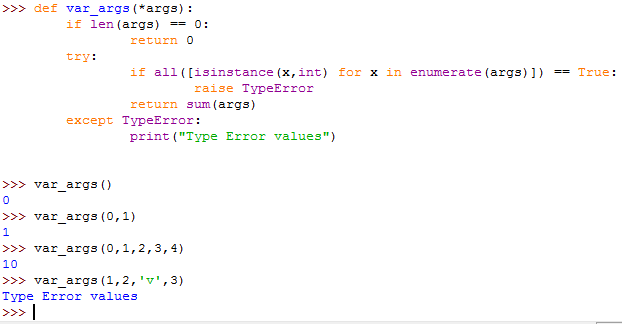 >>> def var_args(*args):
        if len(args) == 0:
                return 0
        try:
                if all([isinstance(x,int) for x in enumerate(args)]) == True:
                        raise TypeError
                return sum(args)
        except TypeError:
                print("Type Error values")
>>> var_args()
0
>>> var_args(0,1)
1
>>> var_args(0,1,2,3,4)
10
>>> var_args(1,2,'v',3)
Type Error values
>>>